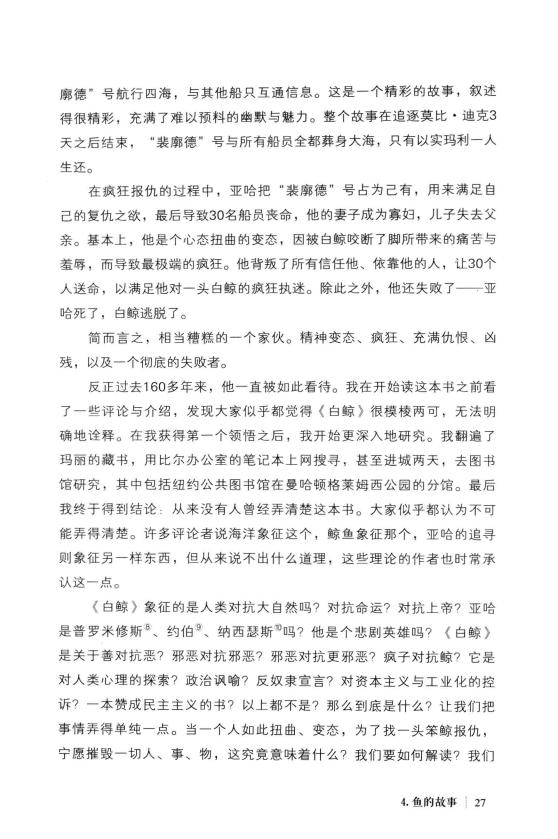 廓德”号航行四海，与其他船只互通信息。这是一个精彩的故事，叙述
得很精彩，充满了难以预料的幽默与魅力。整个故事在追逐莫比·迪克3
天之后结束，“裴廓德”号与所有船员全都葬身大海，只有以实玛利一人
生还。
在疯狂报仇的过程中，亚哈把“裴廓德”号占为己有，用来满足自
己的复仇之欲，最后导致30名船员丧命，他的妻子成为寡妇，儿子失去父
亲。基本上，他是个心态扭曲的变态，因被白鲸咬断了脚所带来的痛苦与
羞辱，而导致最极端的疯狂。他背叛了所有信任他、依靠他的人，让30个
人送命，以满足他对一头白鲸的疯狂执迷。除此之外，他还失败了——亚
哈死了，白鲸逃脱了。
简而言之，相当糟糕的一个家伙。精神变态、疯狂、充满仇恨、凶
残，以及一个彻底的失败者。
反正过去160多年来，他一直被如此看待。我在开始读这本书之前看
了一些评论与介绍，发现大家似乎都觉得《白鲸》很模棱两可，无法明
确地诠释。在我获得第一个领悟之后，我开始更深入地研究。我翻遍了
玛丽的藏书，用比尔办公室的笔记本上网搜寻，甚至进城两天，去图书
馆研究，其中包括纽约公共图书馆在曼哈顿格莱姆西公园的分馆。最后
我终于得到结论：从来没有人曾经弄清楚这本书。大家似乎都认为不可
能弄得清楚。许多评论者说海洋象征这个，鲸鱼象征那个，亚哈的追寻
则象征另一样东西，但从来说不出什么道理，这些理论的作者也时常承
认这一点。
《白鲸》象征的是人类对抗大自然吗？对抗命运？对抗上帝？亚哈
是普罗米修斯⑧、约伯⑨、纳西瑟斯⑩吗？他是个悲剧英雄吗？《白鲸》
是关于善对抗恶？邪恶对抗邪恶？邪恶对抗更邪恶？疯子对抗鲸？它是
对人类心理的探索？政治讽喻？反奴隶宣言？对资本主义与工业化的控
诉？一本赞成民主主义的书？以上都不是？那么到底是什么？让我们把
事情弄得单纯一点。当一个人如此扭曲、变态，为了找一头笨鲸报仇，
宁愿摧毁一切人、事、物，这究竟意味着什么？我们要如何解读？我们
4. 鱼的故事 27